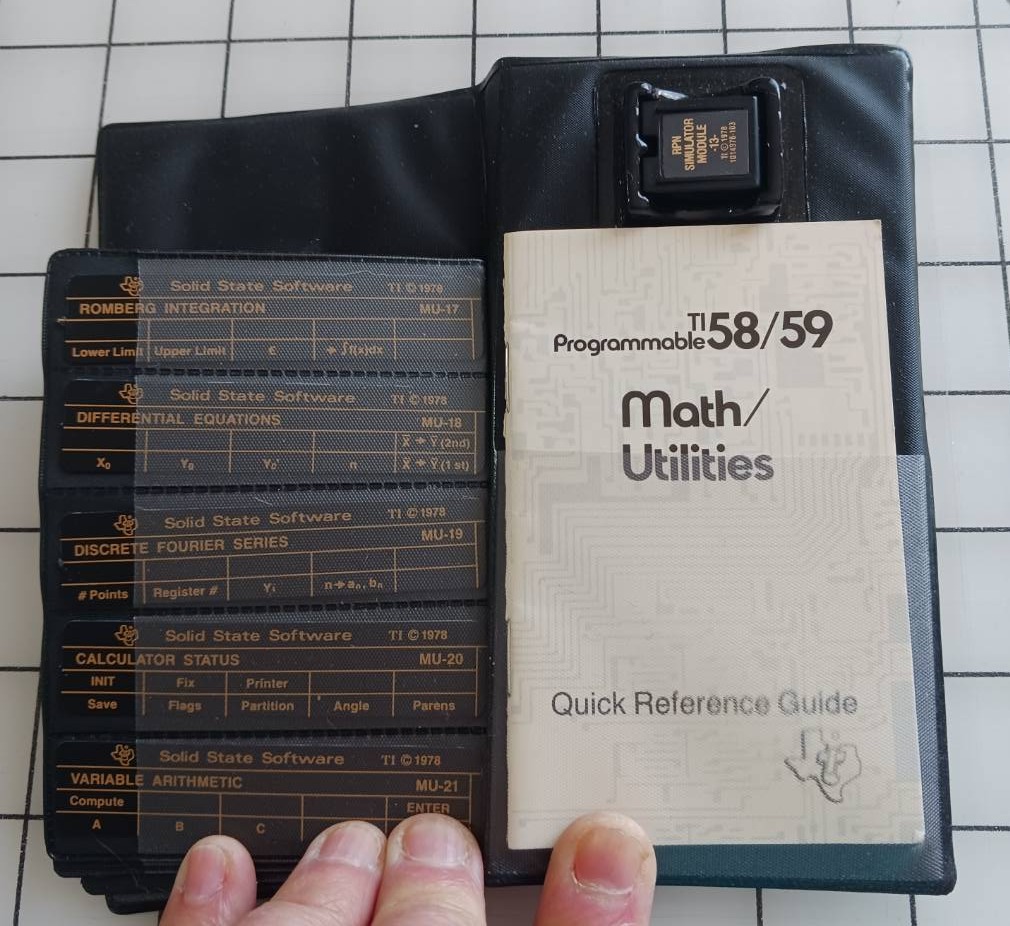 RPN
SIMULATOR
MODULE
-13-
TI © 1978
1014976-103
Solid State Software TI © 1978
ROMBERG INTEGRATION MU-17
Lower Limit Upper Limit ϵ ➔ ∫f(x)dx
Solid State Software TI © 1978
DIFFERENTIAL EQUATIONS MU-18
X̄ ➔ Ȳ (2nd)
X₀ Y₀ Y₀' n X̄ ➔ Ȳ (1 st)
Solid State Software TI © 1978
DISCRETE FOURIER SERIES MU-19
# Points Register # Yᵢ n➔aₙ, bₙ
Solid State Software TI © 1978
CALCULATOR STATUS MU-20
INIT Fix Printer
Save Flags Partition Angle Parens
Solid State Software TI © 1978
VARIABLE ARITHMETIC MU-21
Compute ENTER
A B C
TI
Programmable 58/59
Math/
Utilities
Quick Reference Guide